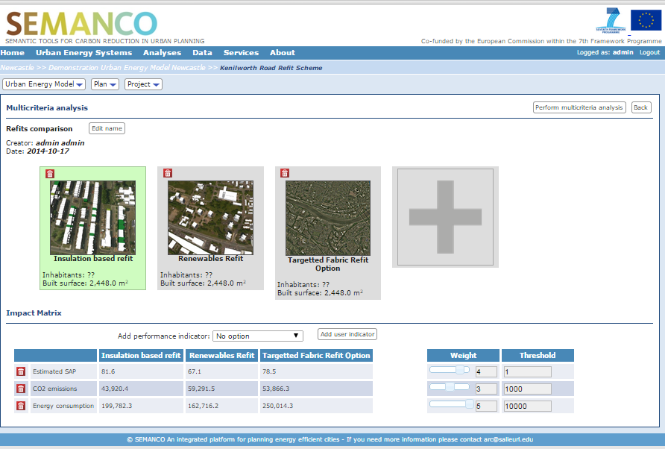 SEMANCO
SEMANTIC TOOLS FOR CARBON REDUCTION IN URBAN PLANNING
Co-funded by the European Commission within the 7th Framework Programme
Home Urban Energy Systems Analyses Data Services About
Logged as: admin Logout
Newcastle >> Demonstration Urban Energy Model Newcastle >> Kenilworth Road Refit Scheme
Urban Energy Model Plan Project
Multicriteria analysis
Perform multicriteria analysis Back
Refits comparison Edit name
Creator: admin admin
Date: 2014-10-17
Insulation based refit
Inhabitants: ??
Built surface: 2,448.0 m²
Renewables Refit
Inhabitants: ??
Built surface: 2,448.0 m²
Targetted Fabric Refit
Option
Inhabitants: ??
Built surface: 2,448.0 m²
Impact Matrix
Add performance indicator: No option Add user indicator
Insulation based refit Renewables Refit Targetted Fabric Refit Option Weight Threshold
Estimated SAP 81.6 67.1 78.5 4 1
CO2 emissions 43,920.4 59,291.5 53,866.3 3 1000
Energy consumption 199,762.3 162,716.2 250,014.3 5 10000
© SEMANCO An integrated platform for planning energy efficient cities - If you need more information please contact arc@salleurl.edu